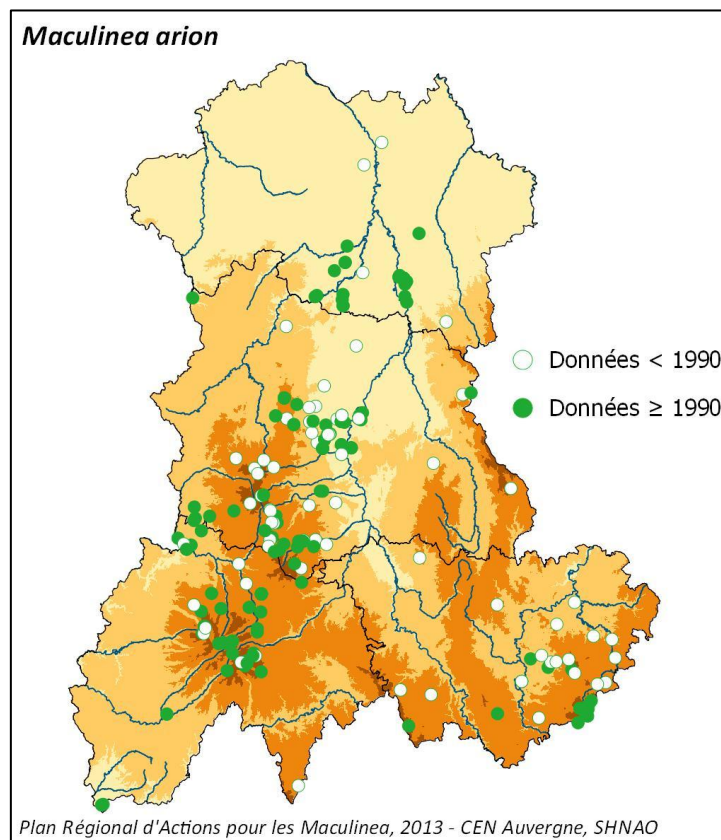 Maculinea arion
Données < 1990
Données ≥ 1990
Plan Régional d'Actions pour les Maculinea, 2013 - CEN Auvergne, SHNAO